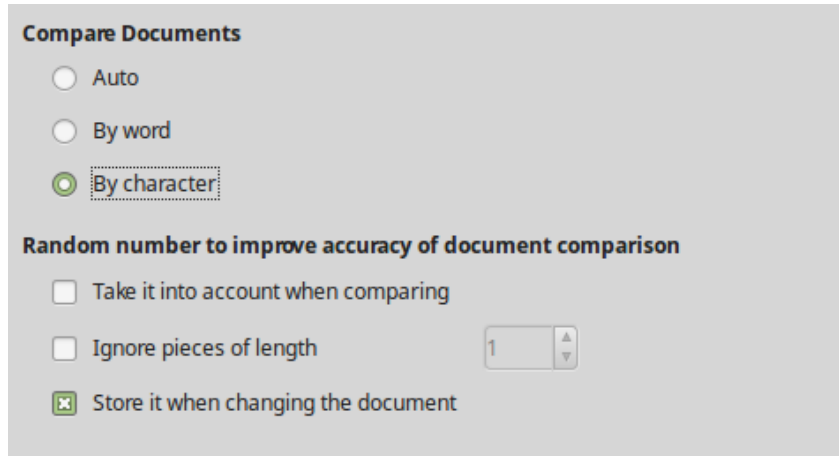 Compare Documents
Auto
By word
By character
Random number to improve accuracy of document comparison
Take it into account when comparing
Ignore pieces of length 1
Store it when changing the document